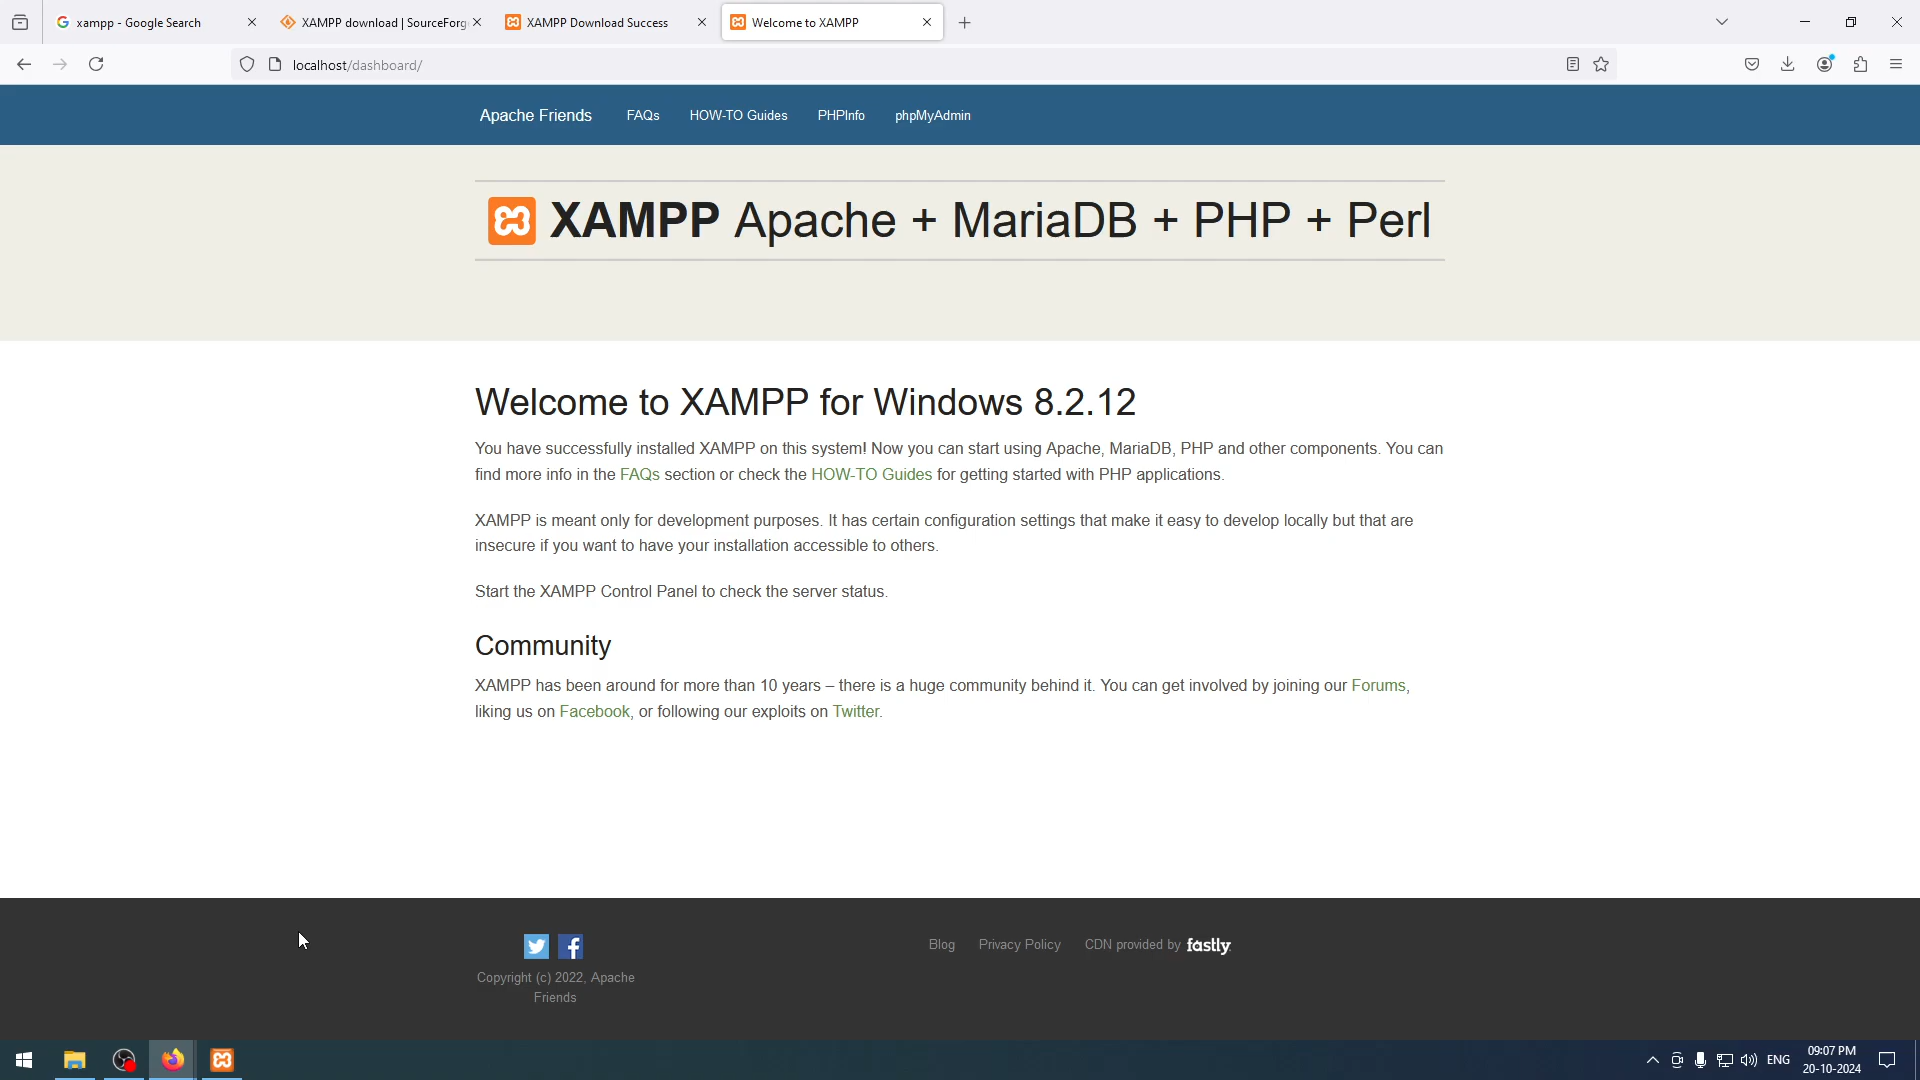 xampp - Google Search
XAMPP download | SourceForg
XAMPP Download Success
Welcome to XAMPP
localhost/dashboard/
Apache Friends
FAQs
HOW-TO Guides
PHPInfo
phpMyAdmin
XAMPP Apache + MariaDB + PHP + Perl
Welcome to XAMPP for Windows 8.2.12
You have successfully installed XAMPP on this system! Now you can start using Apache, MariaDB, PHP and other components. You can
find more info in the FAQs section or check the HOW-TO Guides for getting started with PHP applications.
XAMPP is meant only for development purposes. It has certain configuration settings that make it easy to develop locally but that are
insecure if you want to have your installation accessible to others.
Start the XAMPP Control Panel to check the server status.
Community
XAMPP has been around for more than 10 years – there is a huge community behind it. You can get involved by joining our Forums,
liking us on Facebook, or following our exploits on Twitter.
Blog
Privacy Policy
CDN provided by fastly
Copyright (c) 2022, Apache
Friends
ENG
09:07 PM
20-10-2024